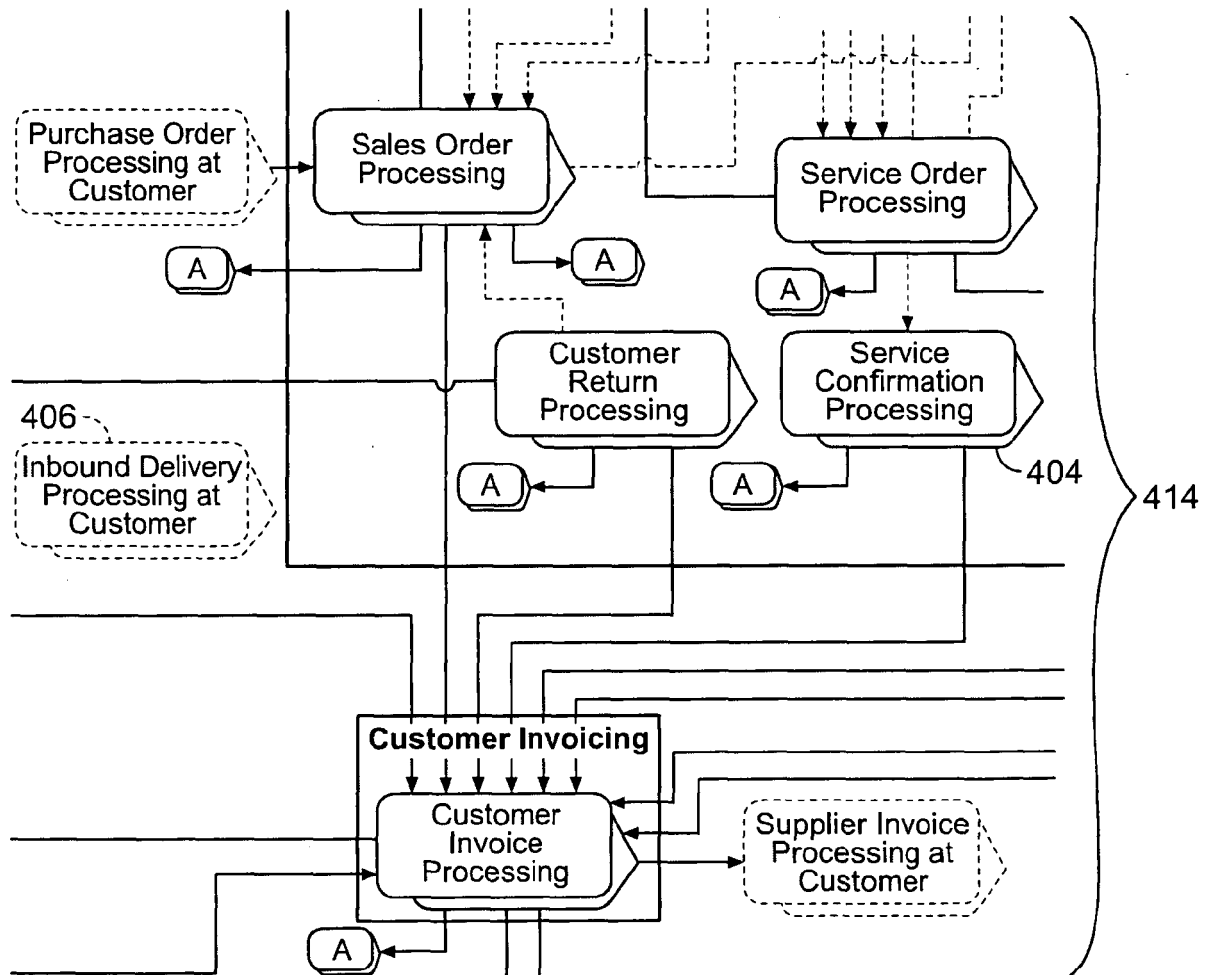 Purchase Order
Processing at
Customer
Sales Order
Processing
Service Order
Processing
A
A
A
Customer
Return
Processing
Service
Confirmation
Processing
406
Inbound Delivery
Processing at
Customer
A
A
404
414
Customer Invoicing
Customer
Invoice
Processing
Supplier Invoice
Processing at
Customer
A